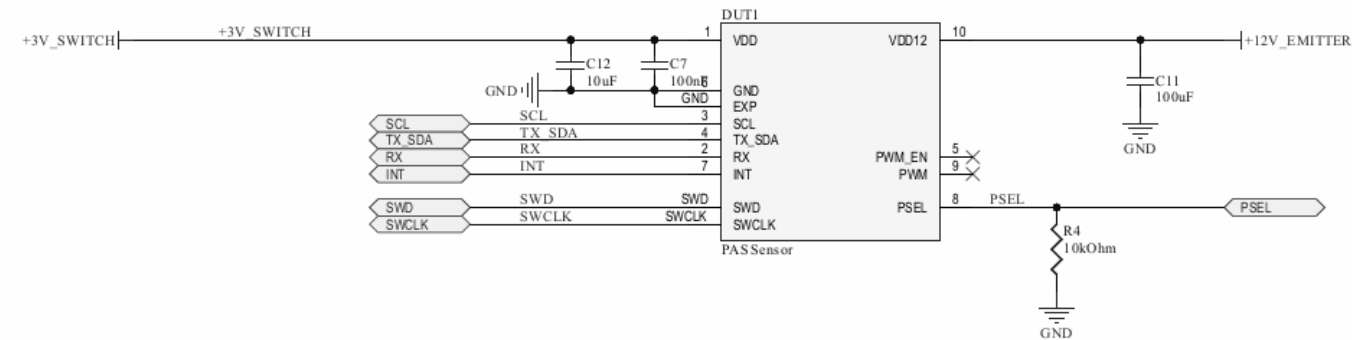 DUT1
+3V_SWITCH
+3V_SWITCH
1
VDD
VDD12
10
+12V_EMITTER
C12
10uF
C7
100nF
C11
100uF
GND
6
GND
GND
EXP
GND
SCL
SCL
3
SCL
TX_SDA
TX_SDA
4
TX_SDA
RX
RX
2
RX
PWM_EN
5
INT
INT
7
INT
PWM
9
SWD
SWD
SWD
SWD
PSEL
8
PSEL
PSEL
SWCLK
SWCLK
SWCLK
SWCLK
PASSensor
R4
10kOhm
GND